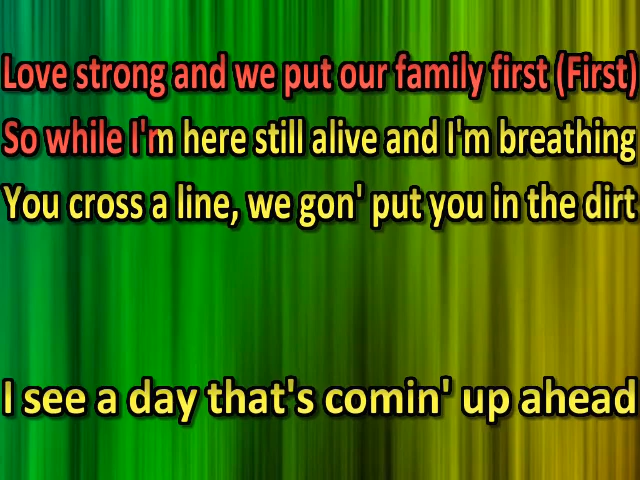 Love strong and we put our family first (First)
So while I'm here still alive and I'm breathing
You cross a line, we gon' put you in the dirt
I see a day that's comin' up ahead